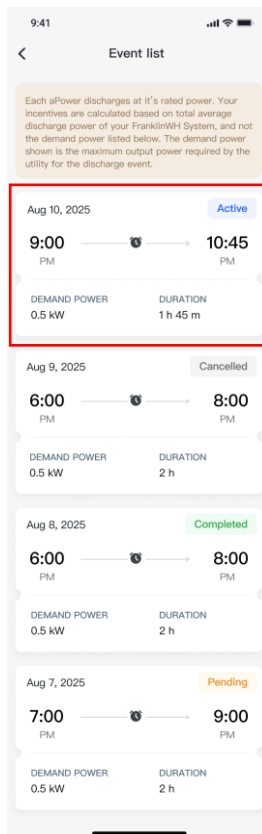 9:41
Event list
Each aPower discharges at it's rated power. Your
incentives are calculated based on total average
discharge power of your FranklinWH System, and not
the demand power listed below. The demand power
shown is the maximum output power required by the
utility for the discharge event.
Aug 10, 2025 Active
9:00 10:45
PM PM
DEMAND POWER DURATION
0.5 kW 1 h 45 m
Aug 9, 2025 Cancelled
6:00 8:00
PM PM
DEMAND POWER DURATION
0.5 kW 2 h
Aug 8, 2025 Completed
6:00 8:00
PM PM
DEMAND POWER DURATION
0.5 kW 2 h
Aug 7, 2025 Pending
7:00 9:00
PM PM
DEMAND POWER DURATION
0.5 kW 2 h